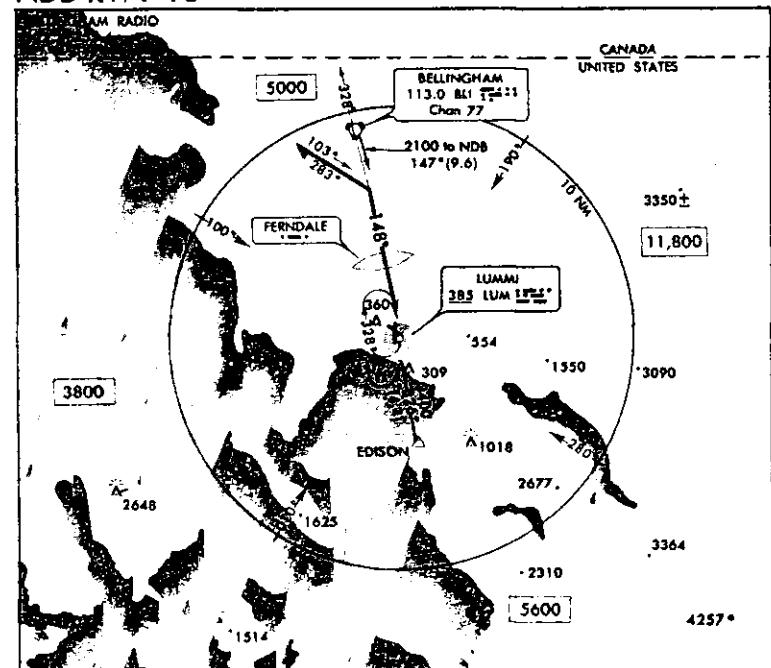 AM RADIO
CANADA
UNITED STATES
5000
BELLINGHAM
113.0 BLI
Chan 77
328°
2100 to NDB
147° (9.6)
103°
283°
190°
10 NM
3350±
11,800
100°
FERNDALE
148°
LUMMI
385 LUM
360
328°
554
309
1550
3090
3800
EDISON
1018
280°
2677
2648
1625
3364
2310
5600
4257
1514